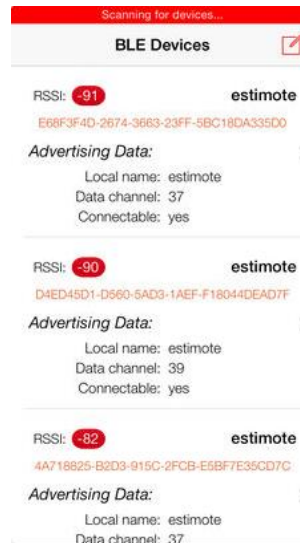 Scanning for devices...
BLE Devices
RSSI: -91 estimote
E68F3F4D-2674-3663-23FF-5BC18DA335D0
Advertising Data:
Local name: estimote
Data channel: 37
Connectable: yes
RSSI: -90 estimote
D4ED45D1-D560-5AD3-1AEF-F18044DEAD7F
Advertising Data:
Local name: estimote
Data channel: 39
Connectable: yes
RSSI: -82 estimote
4A718825-B2D3-915C-2FCB-E5BF7E35CD7C
Advertising Data:
Local name: estimote
Data channel: 37